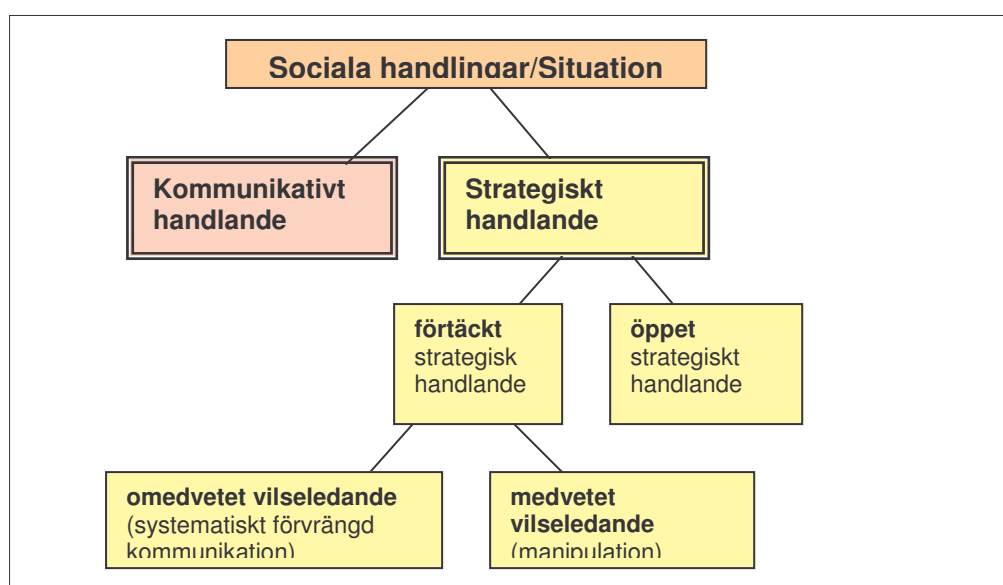 Sociala handlingar/Situation
Kommunikativt
handlande
Strategiskt
handlande
förtäckt
strategisk
handlande
öppet
strategiskt
handlande
omedvetet vilseledande
(systematiskt förvrängd
kommunikation)
medvetet
vilseledande
(manipulation)